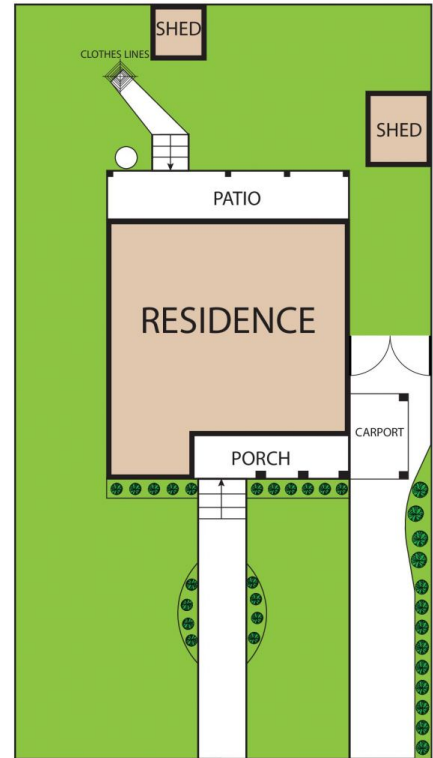 SHED
CLOTHES LINES
SHED
PATIO
RESIDENCE
CARPORT
PORCH